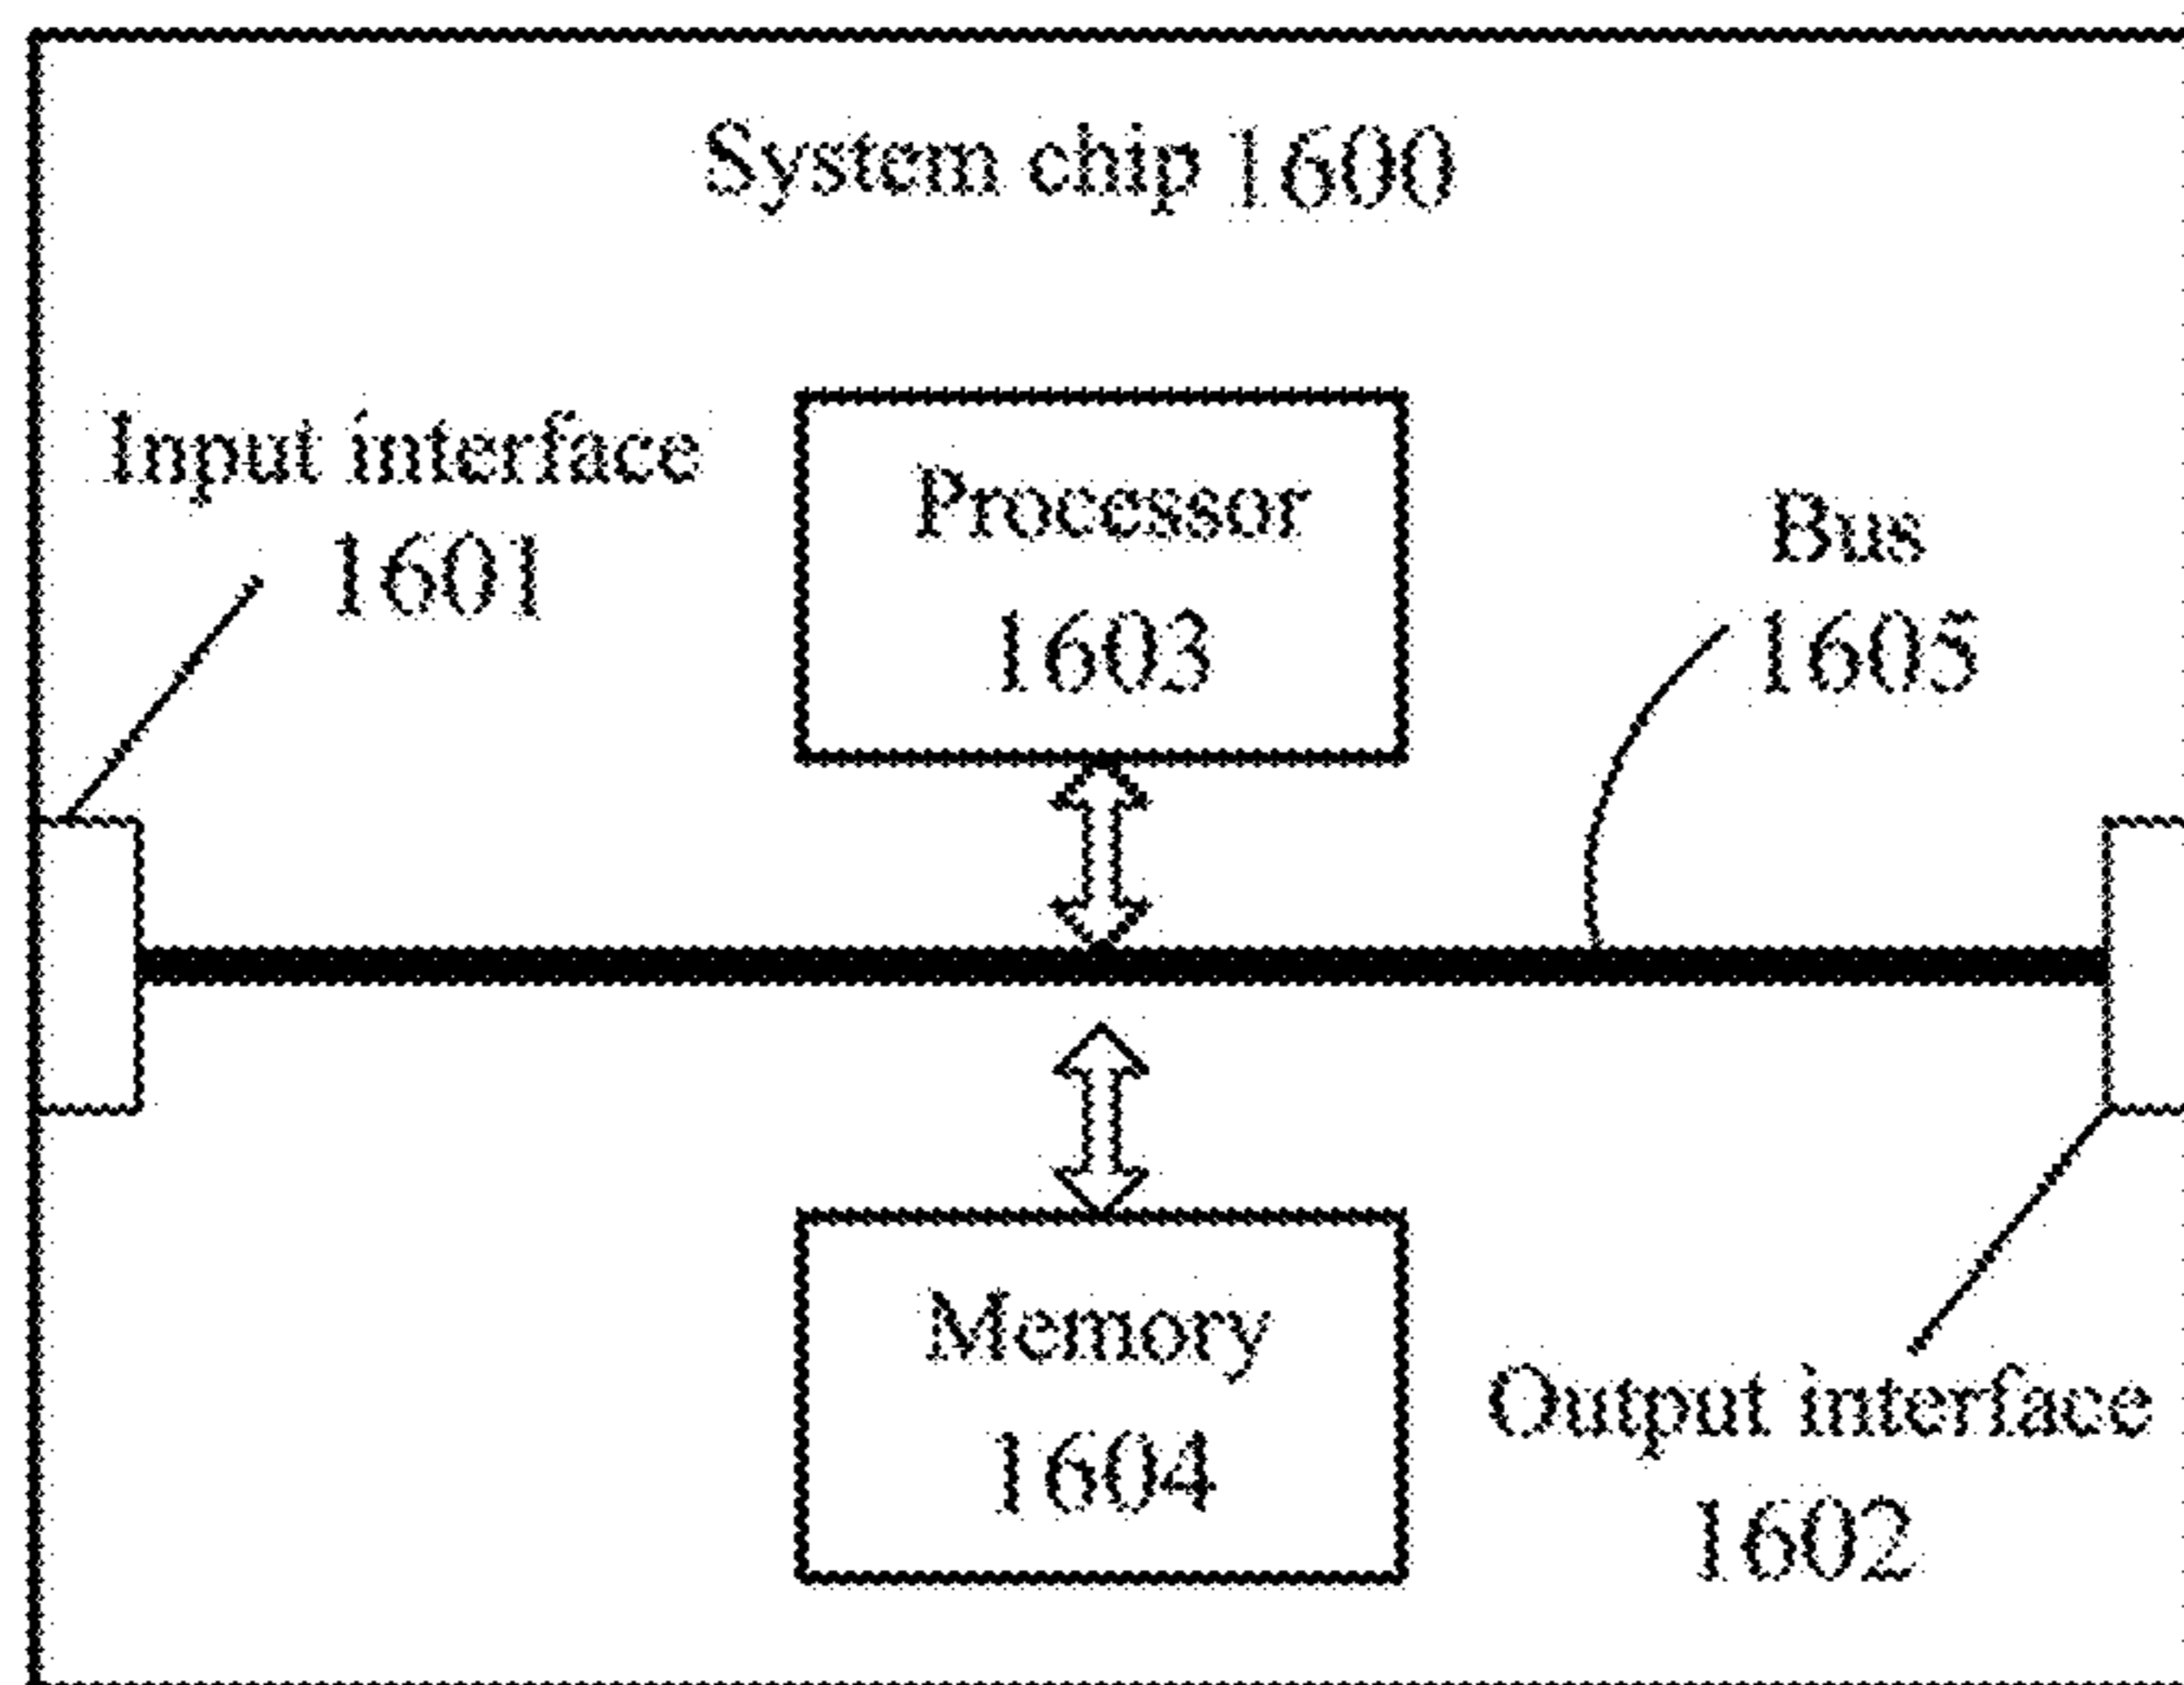 System chip 1600
Input interface
1601
Processor
1603
Bus
1605
Memory
1604
Output interface
1602